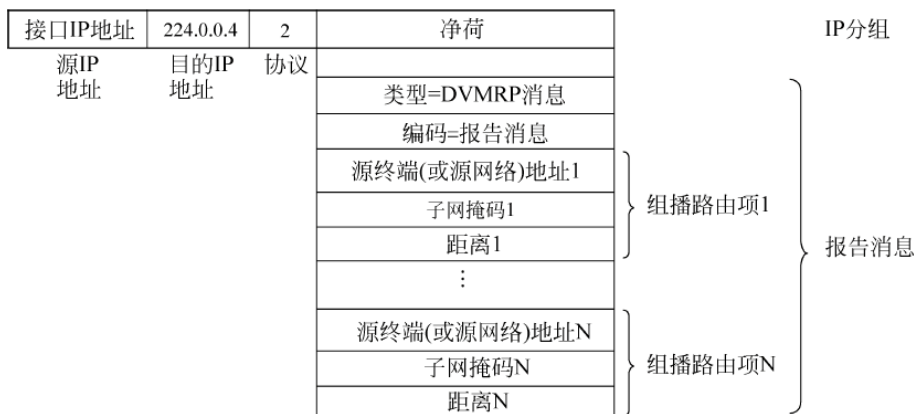 接口IP地址 224.0.0.4 2 净荷 IP分组
源IP 目的IP 协议
地址 地址
类型=DVMRP消息
编码=报告消息
源终端(或源网络)地址1
子网掩码1 组播路由项1
距离1 报告消息
⋮
源终端(或源网络)地址N
子网掩码N 组播路由项N
距离N